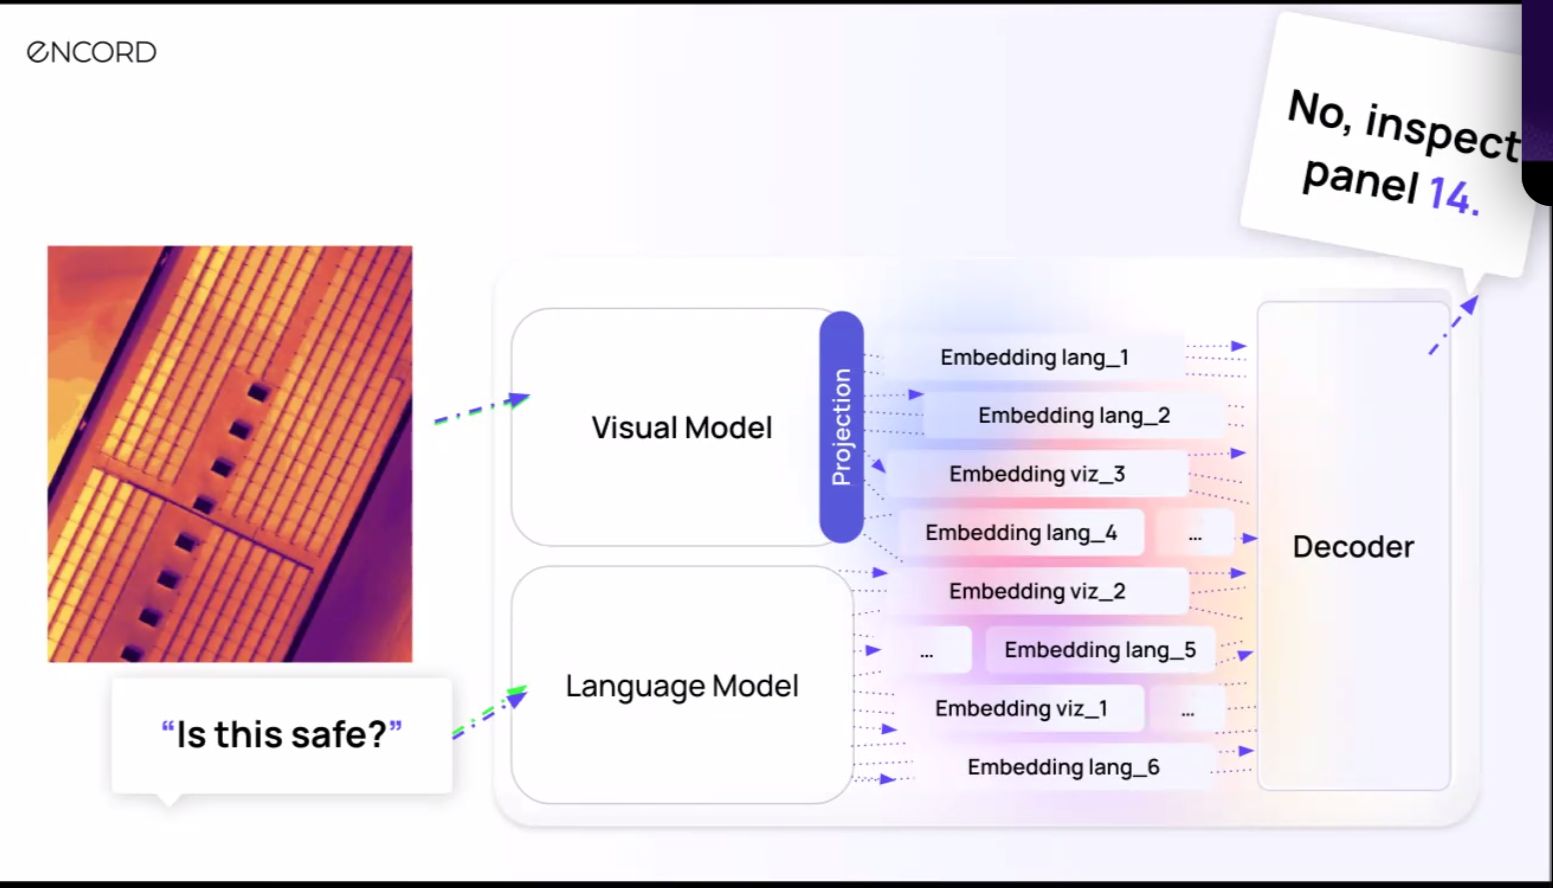 ENCORD
No, inspect
panel 14.
Visual Model
Projection
Language Model
“Is this safe?”
Embedding lang_1
Embedding lang_2
Embedding viz_3
Embedding lang_4 ...
Embedding viz_2
... Embedding lang_5
Embedding viz_1 ...
Embedding lang_6
Decoder